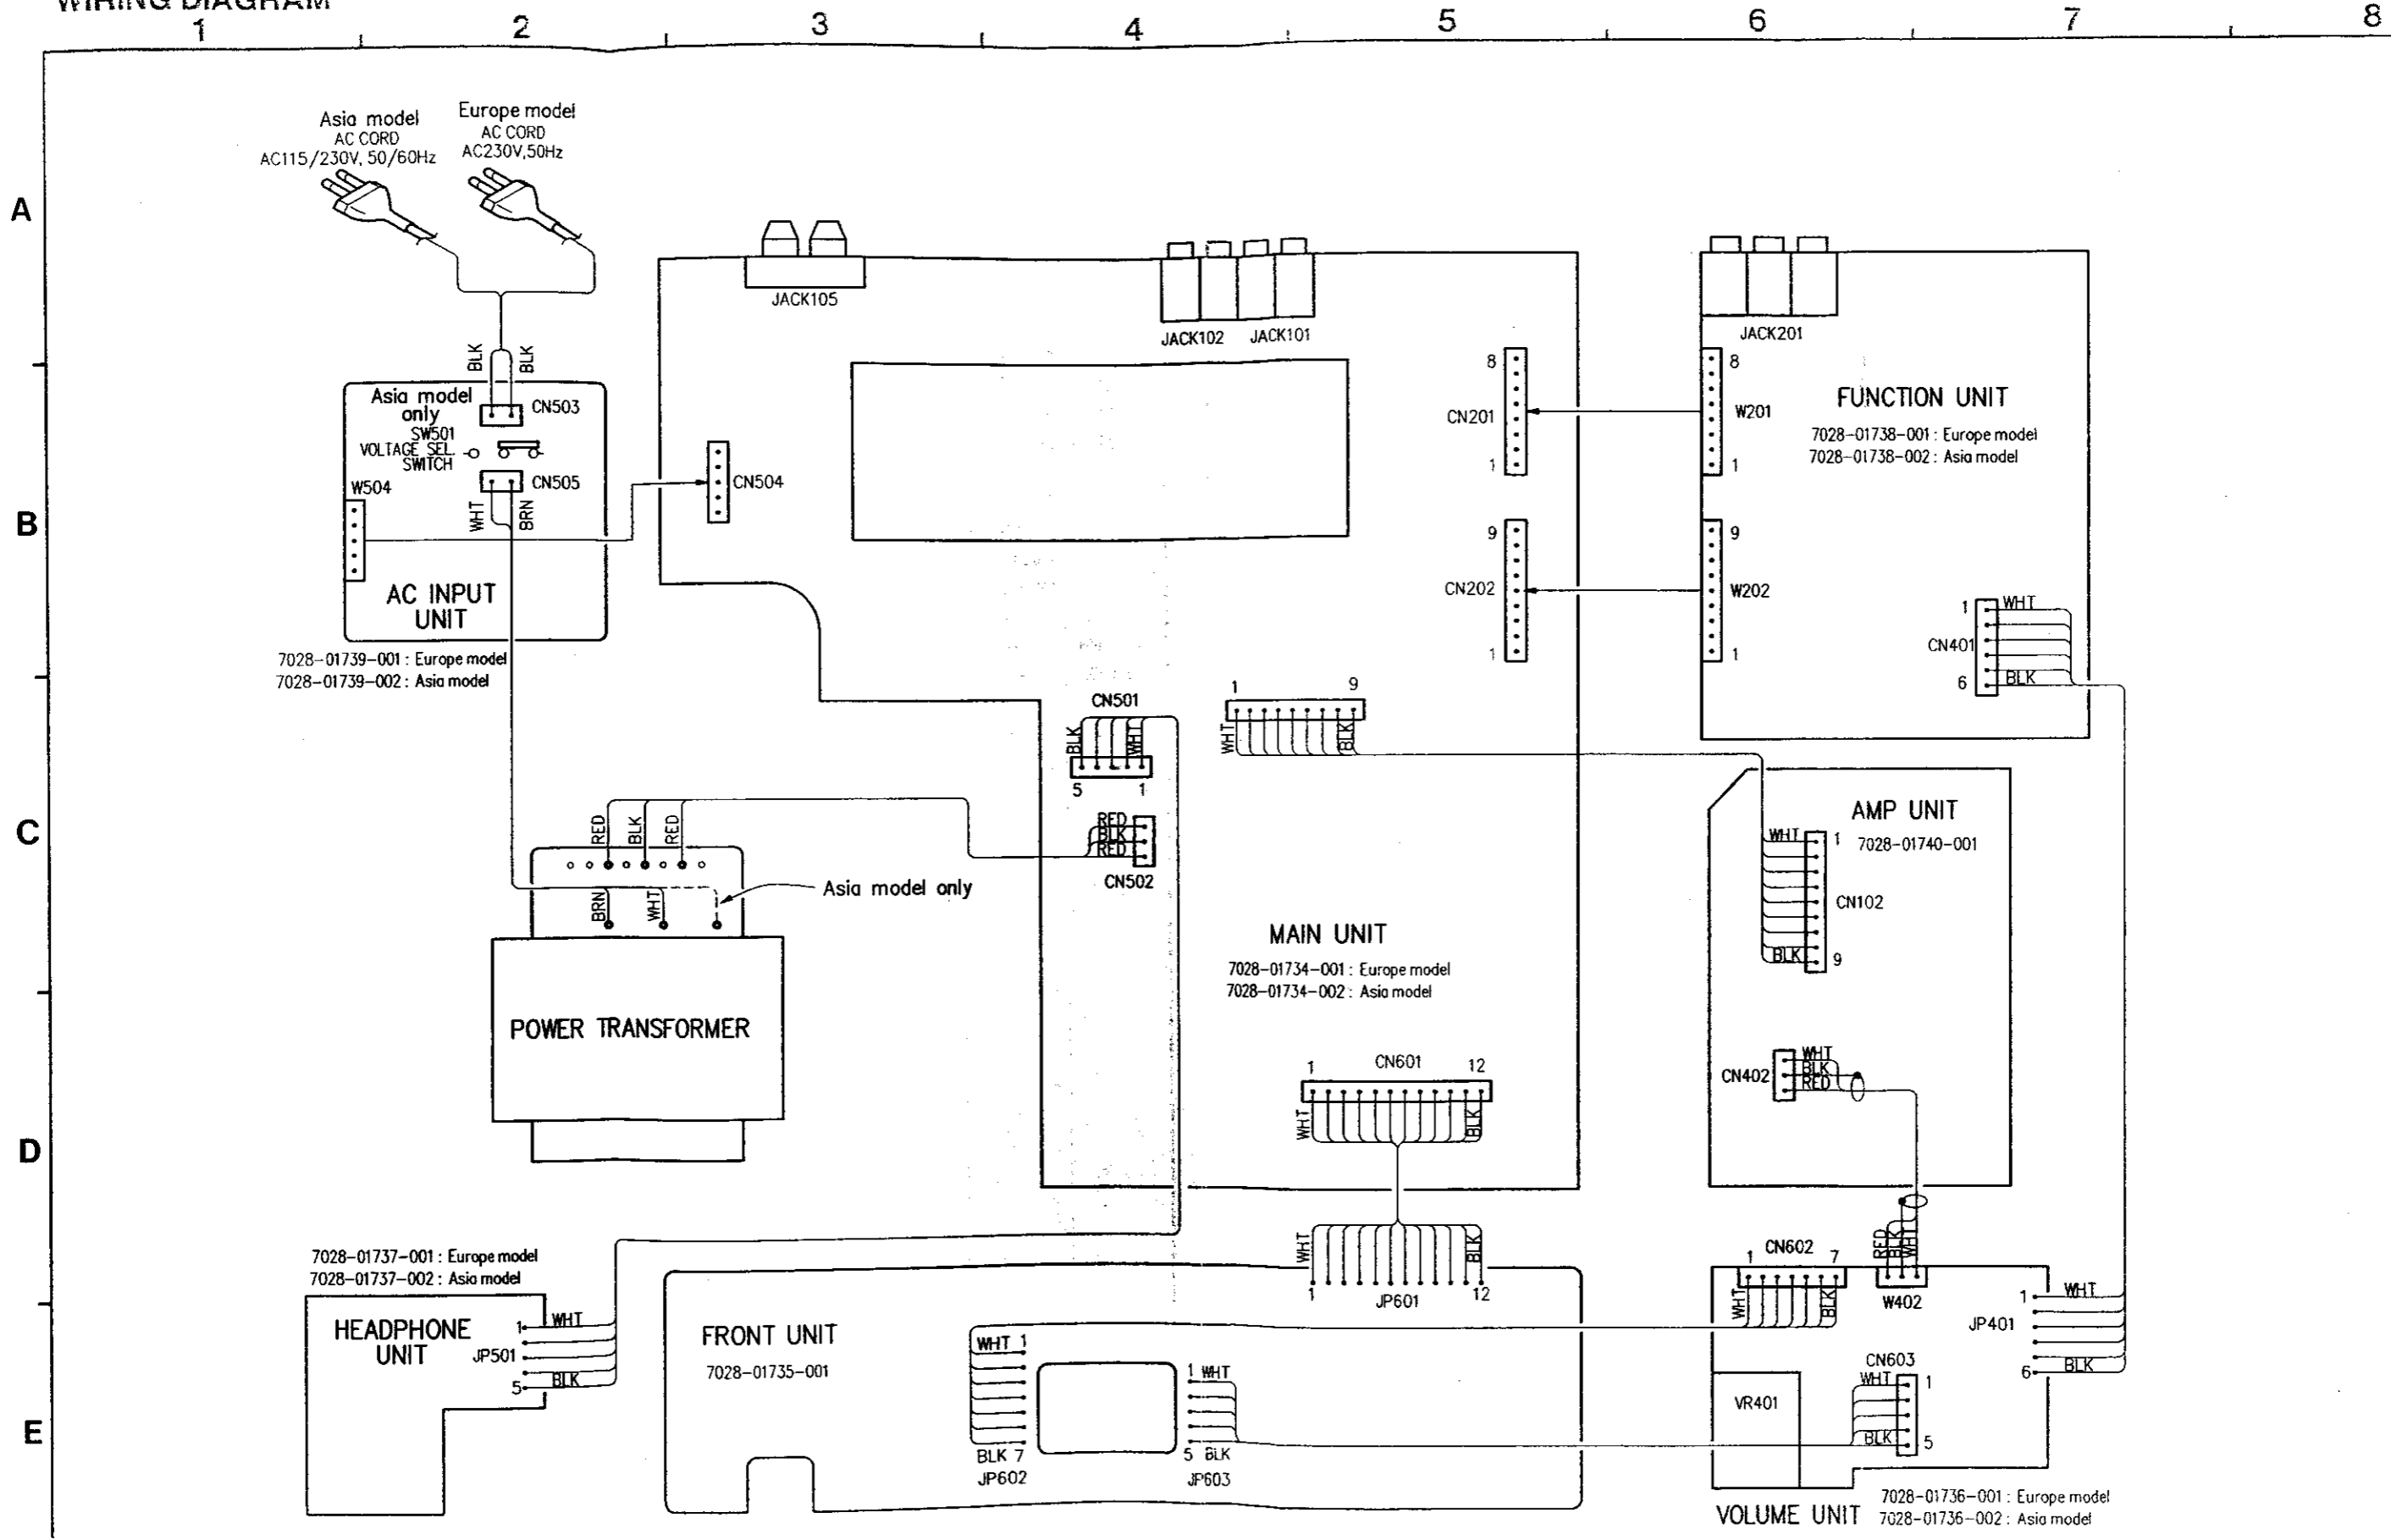 WIRING DIAGRAM
1 2 3 4 5 6 7 8
A
B
C
D
E
Asia model
AC CORD
AC115/230V, 50/60Hz
Europe model
AC CORD
AC230V,50Hz
BLK
BLK
Asia model
only
SW501
VOLTAGE SEL.
SWITCH
CN503
CN505
W504
WHT
BRN
AC INPUT
UNIT
7028-01739-001 : Europe model
7028-01739-002 : Asia model
JACK105
JACK102
JACK101
CN504
8
CN201
1
9
CN202
1
JACK201
8
W201
1
9
W202
1
FUNCTION UNIT
7028-01738-001 : Europe model
7028-01738-002 : Asia model
1
WHT
CN401
6
BLK
CN501
BLK
WHT
5
1
1
9
WHT
BLK
RED
BLK
RED
CN502
RED
BLK
RED
BRN
WHT
Asia model only
POWER TRANSFORMER
MAIN UNIT
7028-01734-001 : Europe model
7028-01734-002 : Asia model
1
CN601
12
WHT
BLK
AMP UNIT
7028-01740-001
WHT
1
CN102
BLK
9
CN402
WHT
BLK
RED
7028-01737-001 : Europe model
7028-01737-002 : Asia model
HEADPHONE
UNIT
1
WHT
JP501
5
BLK
WHT
BLK
1
JP601
12
FRONT UNIT
7028-01735-001
WHT 1
BLK 7
JP602
1 WHT
5 BLK
JP603
1
CN602
7
WHT
BLK
RED
BLK
WHT
W402
1
WHT
JP401
6
BLK
CN603
WHT
1
BLK
5
VR401
VOLUME UNIT
7028-01736-001 : Europe model
7028-01736-002 : Asia model